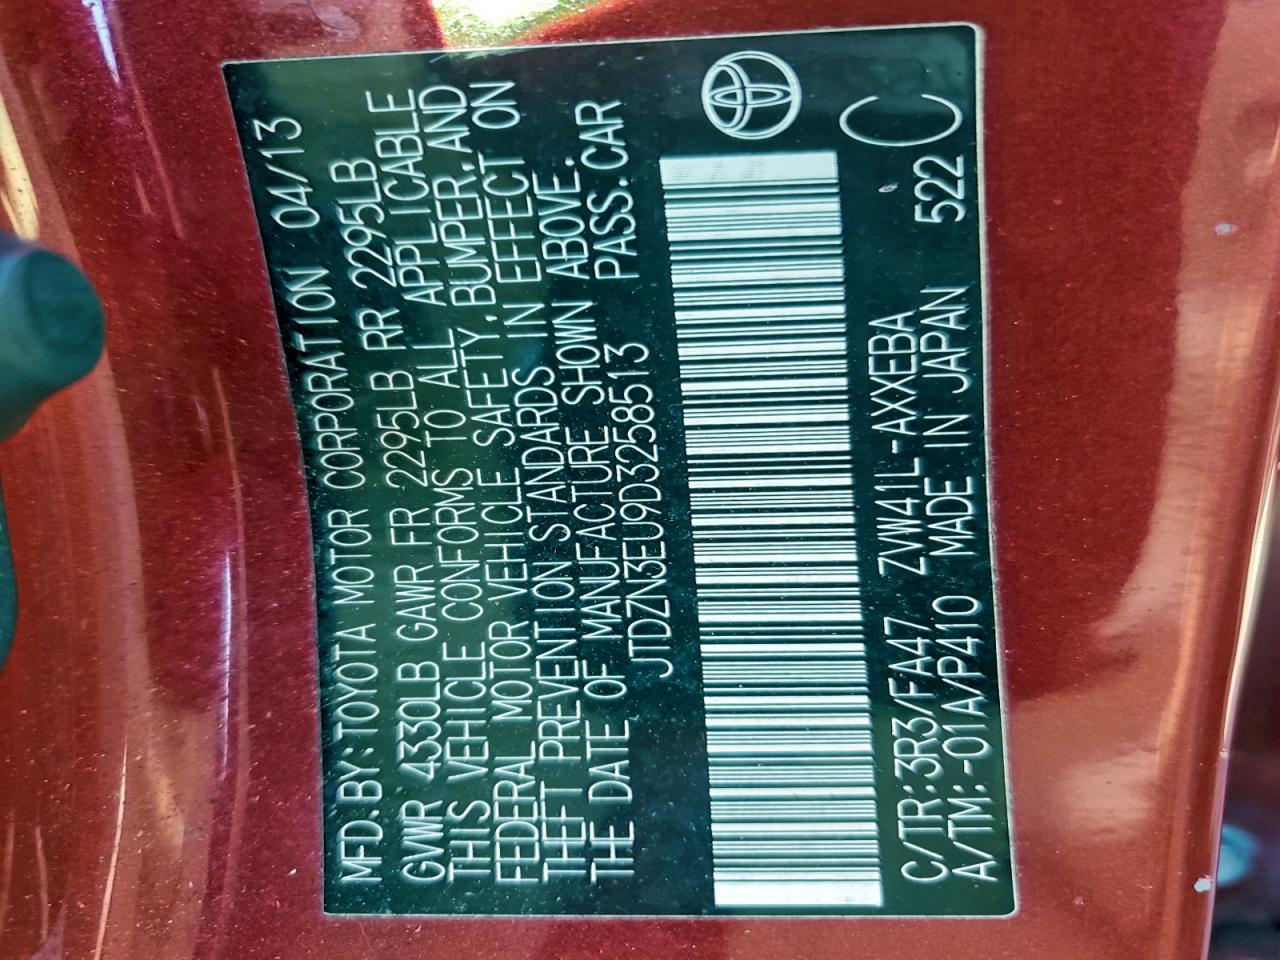 MFD.BY:TOYOTA MOTOR CORPORATION 04/13
GVWR 4330LB GAWR FR 2295LB RR 2295LB
THIS VEHICLE CONFORMS TO ALL APPLICABLE
FEDERAL MOTOR VEHICLE SAFETY,BUMPER,AND
THEFT PREVENTION STANDARDS IN EFFECT ON
THE DATE OF MANUFACTURE SHOWN ABOVE.
JTDZN3EU9D3258513 PASS.CAR
C/TR:3R3/FA47 ZVW41L-AXXEBA
A/TM:-01A/P410 MADE IN JAPAN 522 C